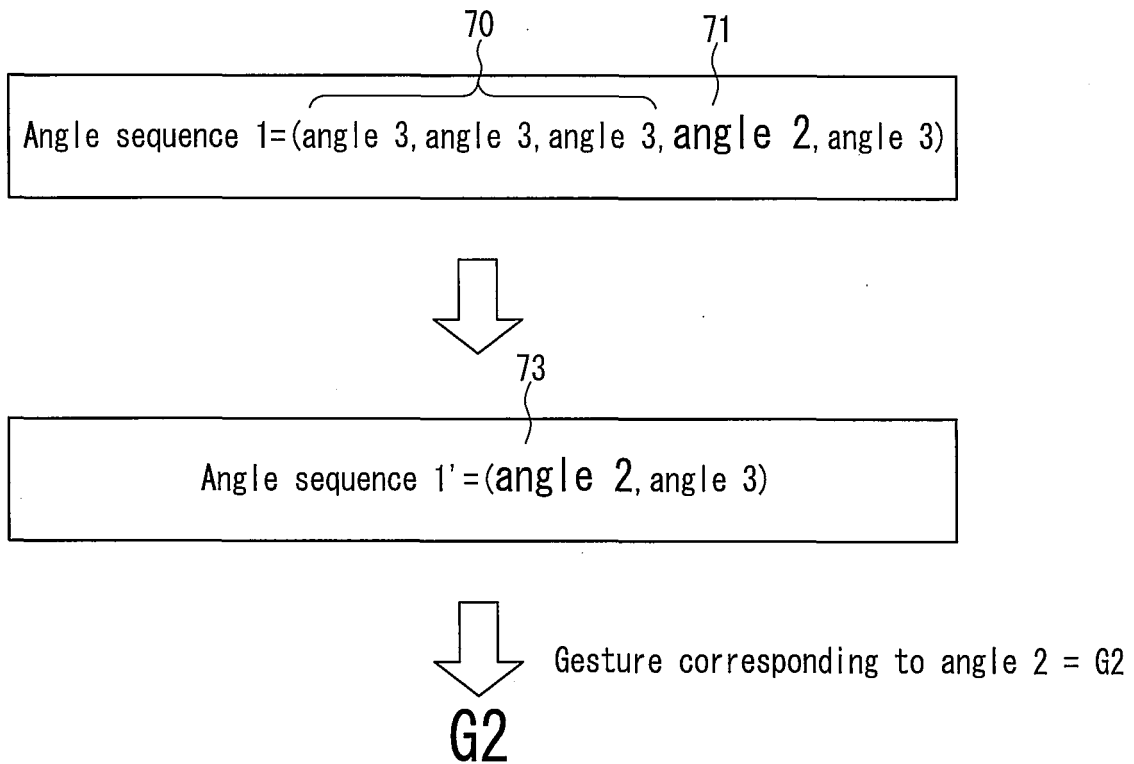 70 71
Angle sequence 1=(angle 3, angle 3, angle 3, angle 2, angle 3)
73
Angle sequence 1'=(angle 2, angle 3)
Gesture corresponding to angle 2 = G2
G2